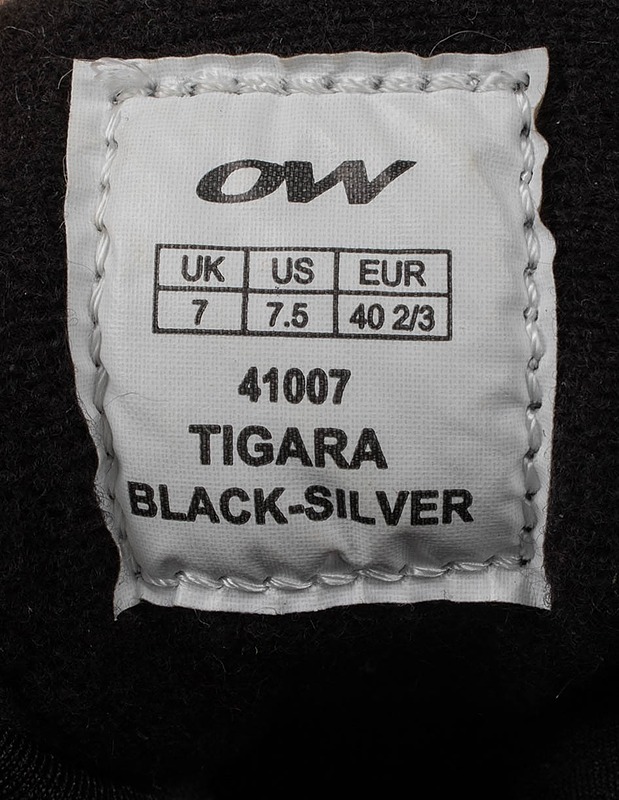 OW
UK US EUR
7 7.5 40 2/3
41007
TIGARA
BLACK-SILVER